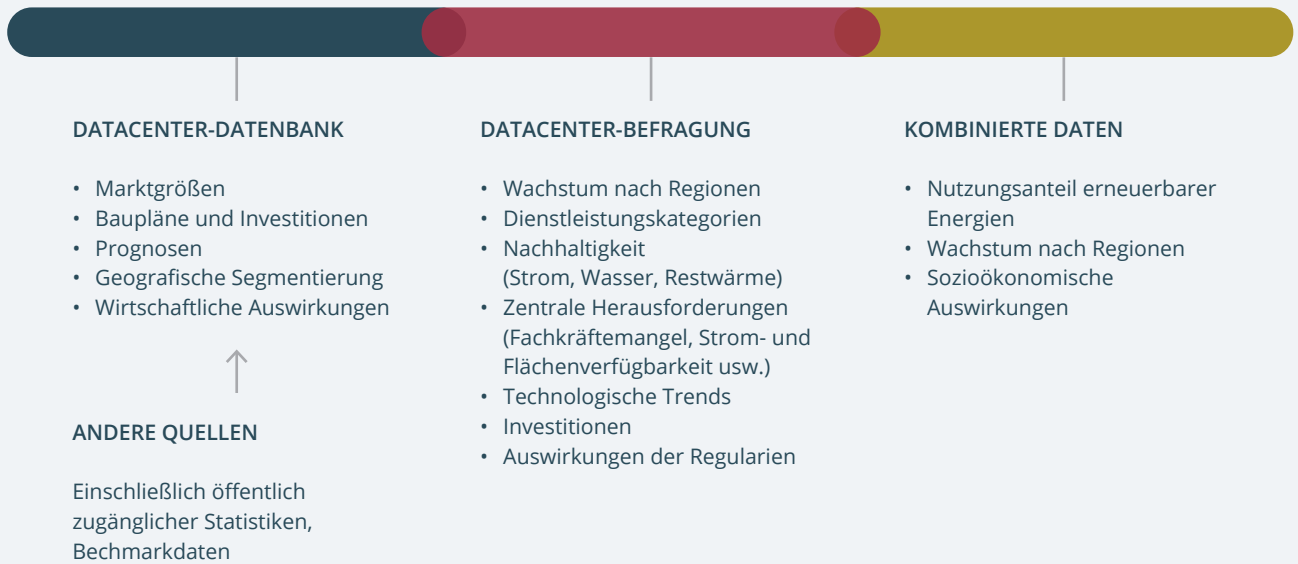 DATACENTER-DATENBANK
• Marktgrößen
• Baupläne und Investitionen
• Prognosen
• Geografische Segmentierung
• Wirtschaftliche Auswirkungen
ANDERE QUELLEN
Einschließlich öffentlich
zugänglicher Statistiken,
Bechmarkdaten
DATACENTER-BEFRAGUNG
• Wachstum nach Regionen
• Dienstleistungskategorien
• Nachhaltigkeit
(Strom, Wasser, Restwärme)
• Zentrale Herausforderungen
(Fachkräftemangel, Strom- und
Flächenverfügbarkeit usw.)
• Technologische Trends
• Investitionen
• Auswirkungen der Regularien
KOMBINIERTE DATEN
• Nutzungsanteil erneuerbarer
Energien
• Wachstum nach Regionen
• Sozioökonomische
Auswirkungen